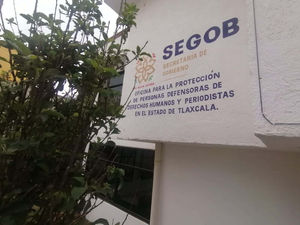 SEGOB
SECRETARÍA DE
GOBIERNO
OFICINA PARA LA PROTECCIÓN
DE PERSONAS DEFENSORAS DE
DERECHOS HUMANOS Y PERIODISTAS
EN EL ESTADO DE TLAXCALA.